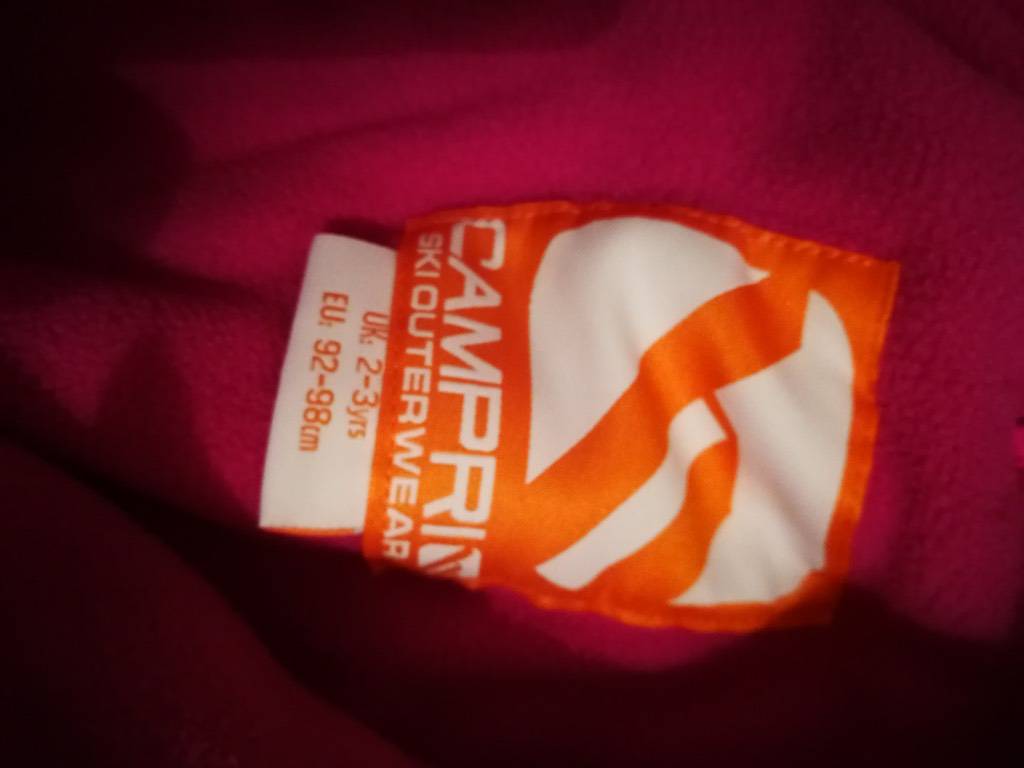 CAMPRI
SKI OUTERWEAR
UK: 2-3yrs
EU: 92-98cm